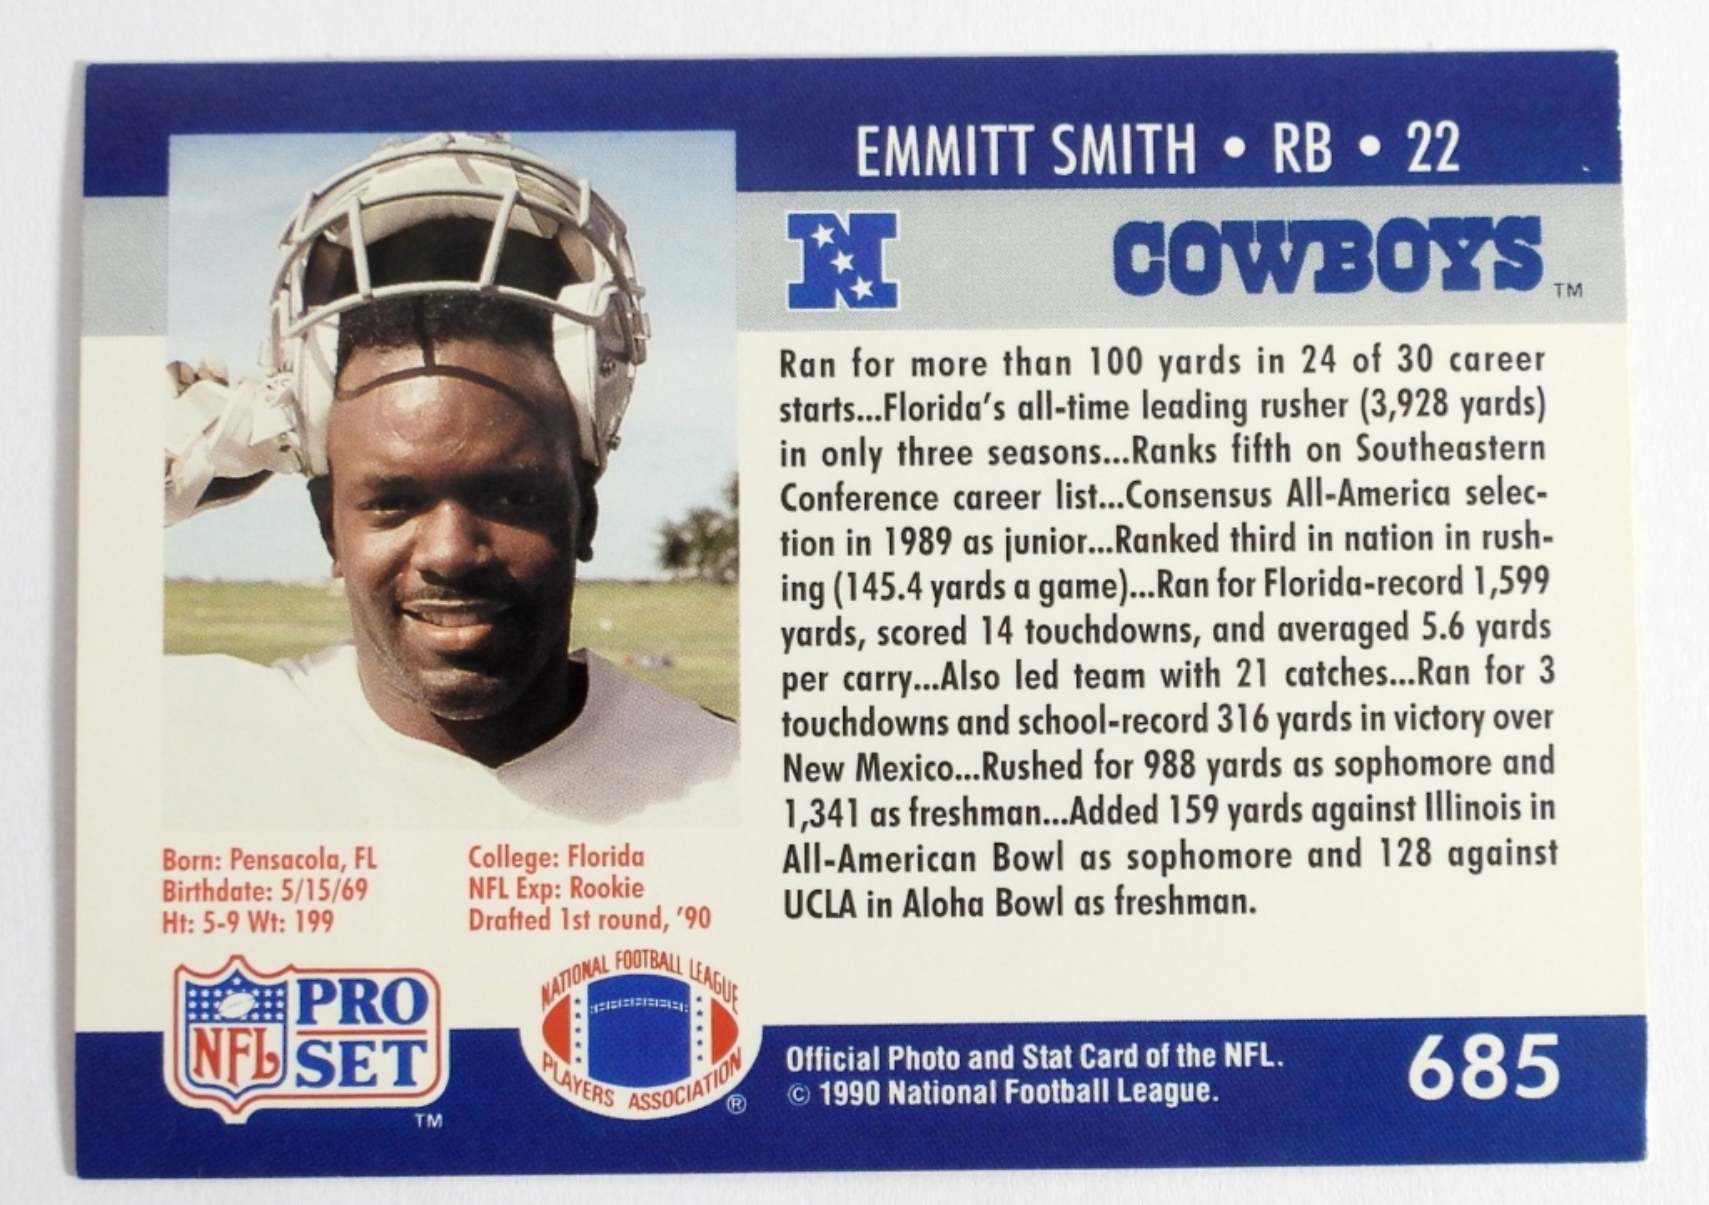 EMMITT SMITH • RB • 22
COWBOYS™
Ran for more than 100 yards in 24 of 30 career
starts...Florida's all-time leading rusher (3,928 yards)
in only three seasons...Ranks fifth on Southeastern
Conference career list...Consensus All-America selec-
tion in 1989 as junior...Ranked third in nation in rush-
ing (145.4 yards a game)...Ran for Florida-record 1,599
yards, scored 14 touchdowns, and averaged 5.6 yards
per carry...Also led team with 21 catches...Ran for 3
touchdowns and school-record 316 yards in victory over
New Mexico...Rushed for 988 yards as sophomore and
1,341 as freshman...Added 159 yards against Illinois in
All-American Bowl as sophomore and 128 against
UCLA in Aloha Bowl as freshman.
Born: Pensacola, FL
Birthdate: 5/15/69
Ht: 5-9 Wt: 199
College: Florida
NFL Exp: Rookie
Drafted 1st round, '90
NFL
PRO
SET
™
NATIONAL FOOTBALL LEAGUE
PLAYERS ASSOCIATION
®
Official Photo and Stat Card of the NFL.
© 1990 National Football League.
685